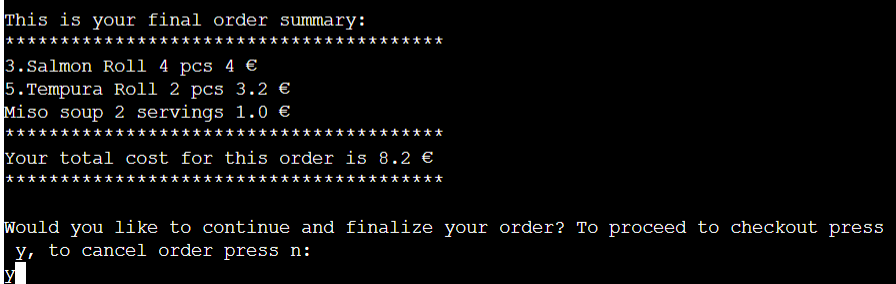 This is your final order summary:
****************************************
3.Salmon Roll 4 pcs 4 €
5.Tempura Roll 2 pcs 3.2 €
Miso soup 2 servings 1.0 €
****************************************
Your total cost for this order is 8.2 €
****************************************
Would you like to continue and finalize your order? To proceed to checkout press
y, to cancel order press n:
y